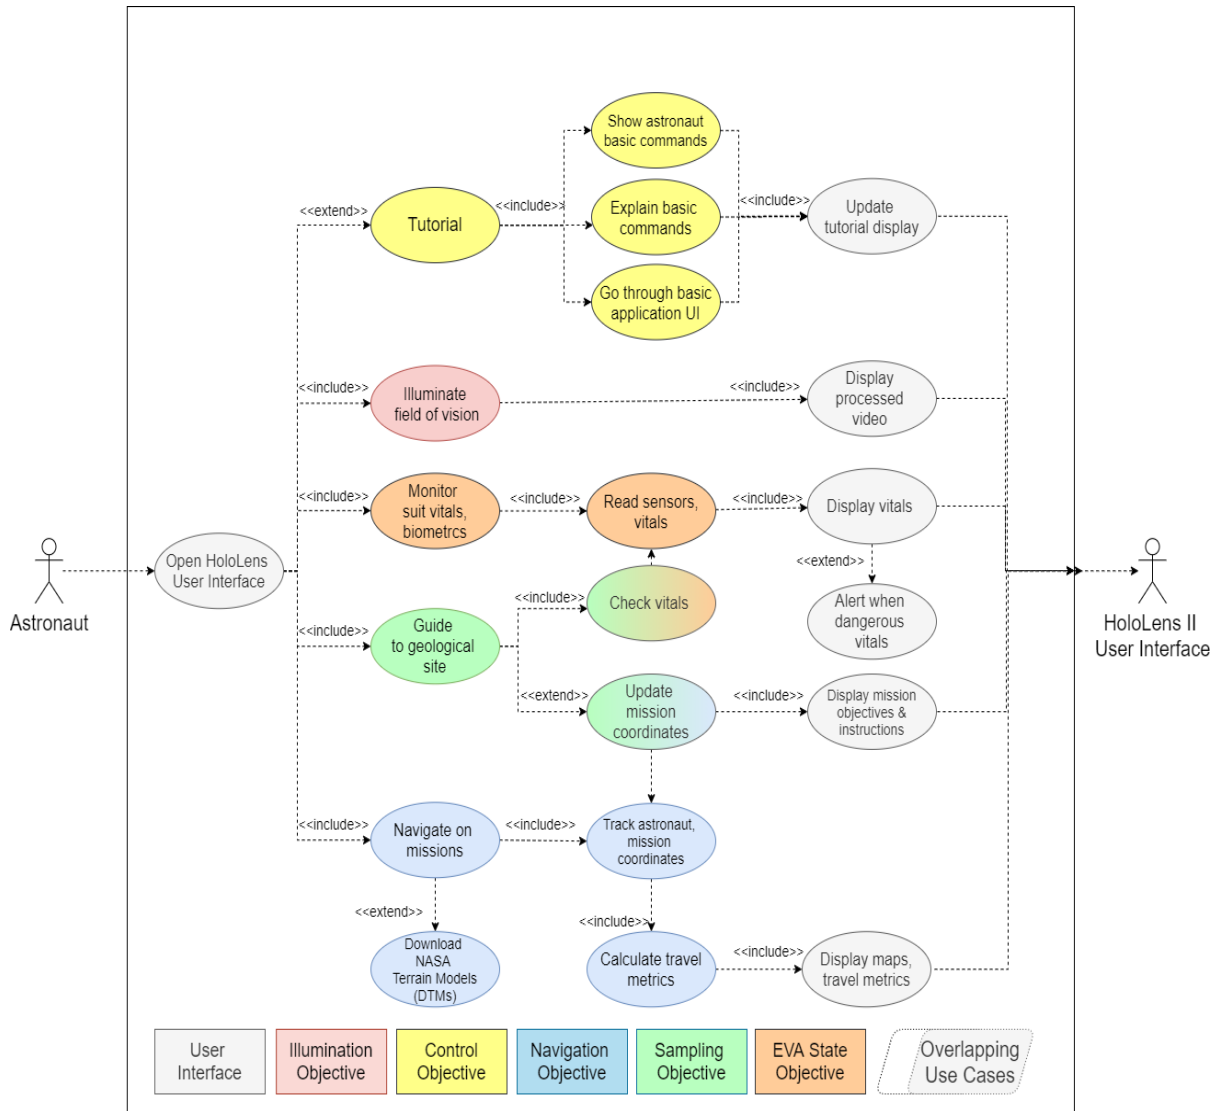 Show astronaut
basic commands
<<extend>>
Tutorial
<<include>>
Explain basic
commands
<<include>>
Update
tutorial display
Go through basic
application UI
<<include>>
Illuminate
field of vision
<<include>>
Display
processed
video
<<include>>
Monitor
suit vitals,
biometrcs
<<include>>
Read sensors,
vitals
<<include>>
Display vitals
Astronaut
Open HoloLens
User Interface
<<extend>>
HoloLens II
User Interface
<<include>>
Guide
to geological
site
<<include>>
Check vitals
Alert when
dangerous
vitals
<<extend>>
Update
mission
coordinates
<<include>>
Display mission
objectives &
instructions
<<include>>
Navigate on
missions
<<include>>
Track astronaut,
mission
coordinates
<<extend>>
Download
NASA
Terrain Models
(DTMs)
<<include>>
Calculate travel
metrics
<<include>>
Display maps,
travel metrics
User
Interface
Illumination
Objective
Control
Objective
Navigation
Objective
Sampling
Objective
EVA State
Objective
Overlapping
Use Cases